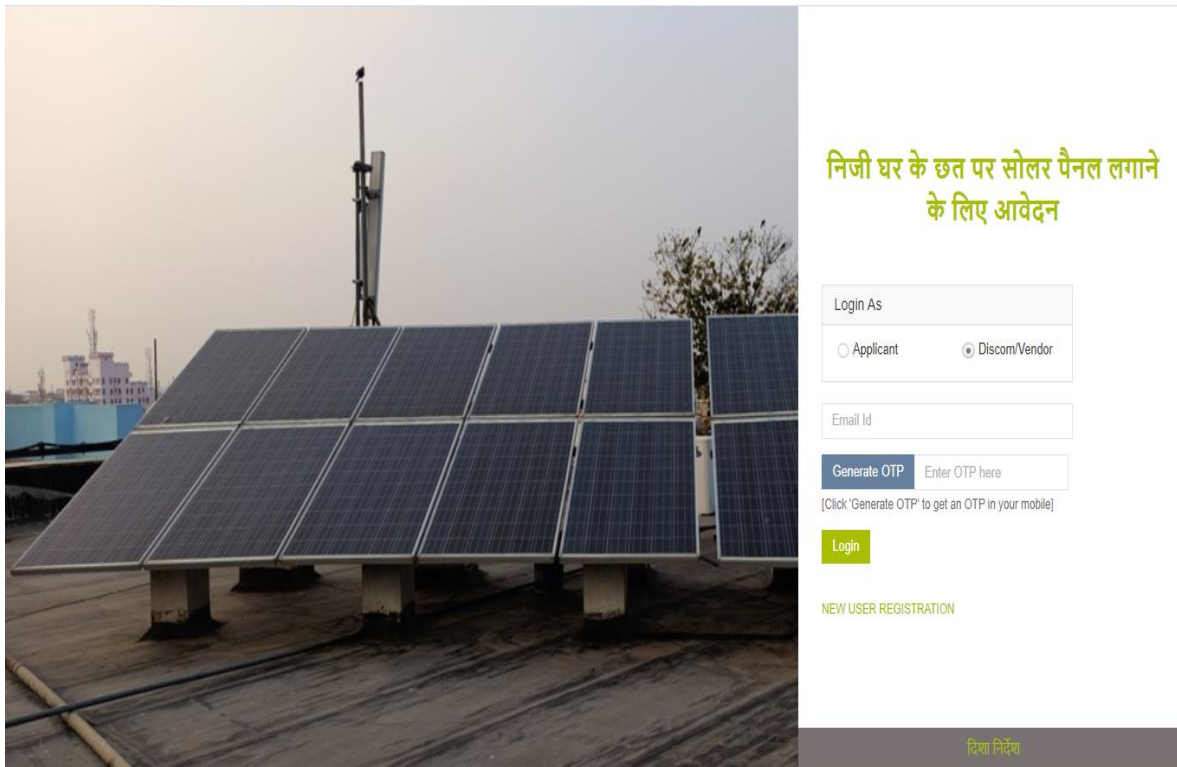 निजी घर के छत पर सोलर पैनल लगाने
के लिए आवेदन
Login As
Applicant
Discom/Vendor
Email Id
Generate OTP
Enter OTP here
[Click 'Generate OTP' to get an OTP in your mobile]
Login
NEW USER REGISTRATION
दिशा निर्देश